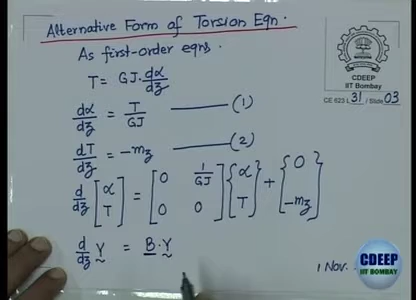 Alternative Form of Torsion Eqn.
As first-order eqns.
T = GJ. dα/dz
dα/dz = T/GJ —— (1)
dT/dz = -mz —— (2)
d/dz [α T] = [0 1/GJ 0 0] {α T} + {0 -mz}
d/dz Y = B.Y
CDEEP
IIT Bombay
CE 623 L 31 / Slide 03
1 Nov.
CDEEP
IIT BOMBAY